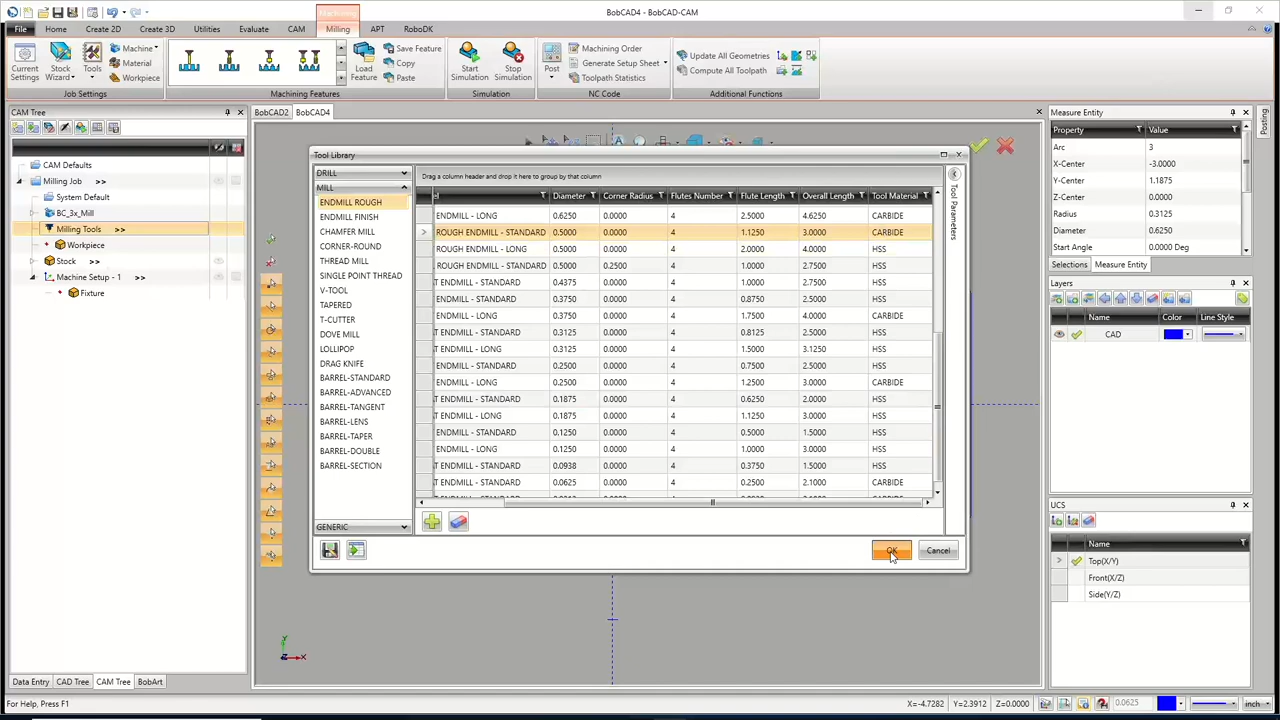 BobCAD4 - BobCAD-CAM
Machining
File Home Create 2D Create 3D Utilities Evaluate CAM Milling APT RoboDK
Current Settings
Stock Wizard
Tools
Machine
Material
Workpiece
Job Settings
Load Feature
Save Feature
Copy
Paste
Machining Features
Start Simulation
Stop Simulation
Simulation
Post
Machining Order
Generate Setup Sheet
Toolpath Statistics
NC Code
Update All Geometries
Compute All Toolpath
Additional Functions
CAM Tree
BobCAD2 BobCAD4
CAM Defaults
Milling Job >>
System Default
BC_3x_Mill
Milling Tools >>
Workpiece
Stock >>
Machine Setup - 1 >>
Fixture
Data Entry CAD Tree CAM Tree BobArt
Tool Library
DRILL
MILL
ENDMILL ROUGH
ENDMILL FINISH
CHAMFER MILL
CORNER-ROUND
THREAD MILL
SINGLE POINT THREAD
V-TOOL
TAPERED
T-CUTTER
DOVE MILL
LOLLIPOP
DRAG KNIFE
BARREL-STANDARD
BARREL-ADVANCED
BARREL-TANGENT
BARREL-LENS
BARREL-TAPER
BARREL-DOUBLE
BARREL-SECTION
GENERIC
Drag a column header and drop it here to group by that column
el Diameter Corner Radius Flutes Number Flute Length Overall Length Tool Material
ENDMILL - LONG 0.6250 0.0000 4 2.5000 4.6250 CARBIDE
ROUGH ENDMILL - STANDARD 0.5000 0.0000 4 1.1250 3.0000 CARBIDE
ROUGH ENDMILL - LONG 0.5000 0.0000 4 2.0000 4.0000 HSS
ROUGH ENDMILL - STANDARD 0.5000 0.2500 4 1.0000 2.7500 HSS
T ENDMILL - STANDARD 0.4375 0.0000 4 1.0000 2.7500 HSS
ENDMILL - STANDARD 0.3750 0.0000 4 0.8750 2.5000 HSS
ENDMILL - LONG 0.3750 0.0000 4 1.7500 4.0000 CARBIDE
T ENDMILL - STANDARD 0.3125 0.0000 4 0.8125 2.5000 HSS
T ENDMILL - LONG 0.3125 0.0000 4 1.5000 3.1250 HSS
ENDMILL - STANDARD 0.2500 0.0000 4 0.7500 2.5000 HSS
ENDMILL - LONG 0.2500 0.0000 4 1.2500 3.0000 CARBIDE
T ENDMILL - STANDARD 0.1875 0.0000 4 0.6250 2.0000 HSS
T ENDMILL - LONG 0.1875 0.0000 4 1.1250 3.0000 HSS
ENDMILL - STANDARD 0.1250 0.0000 4 0.5000 1.5000 HSS
ENDMILL - LONG 0.1250 0.0000 4 1.0000 3.0000 HSS
T ENDMILL - STANDARD 0.0938 0.0000 4 0.3750 1.5000 HSS
T ENDMILL - STANDARD 0.0625 0.0000 4 0.2500 2.1000 CARBIDE
Tool Parameters
OK Cancel
Y
Z X
Measure Entity
Property Value
Arc 3
X-Center -3.0000
Y-Center 1.1875
Radius 0.3125
Diameter 0.6250
Start Angle 0.0000 Deg
Selections Measure Entity
Posting
Layers
Name Color Line Style
CAD
UCS
Name
Top(X/Y)
Front(X/Z)
Side(Y/Z)
For Help, Press F1 X=-4.7282 Y=2.3912 Z=0.0000 0.0625 inch